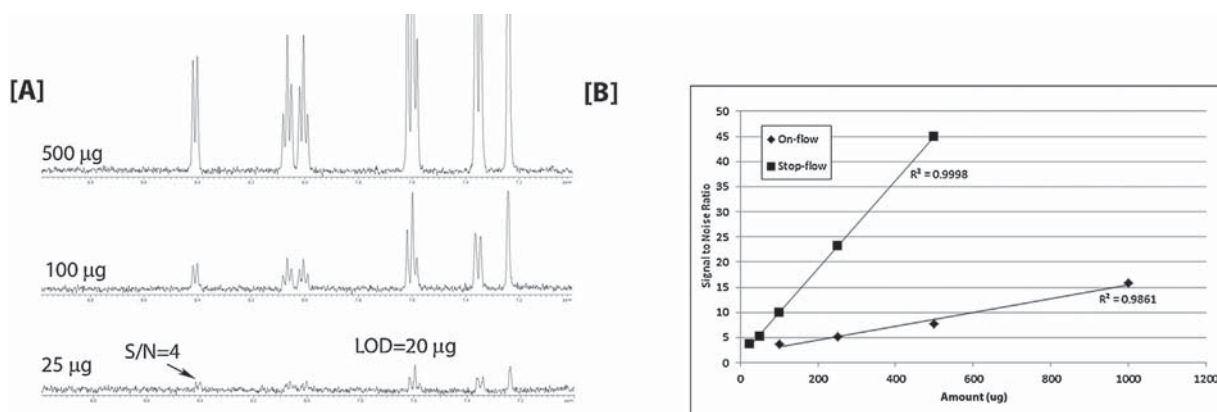 [A]
500 µg
100 µg
25 µg
S/N=4
LOD=20 µg
[B]
Signal to Noise Ratio
50
45
40
35
30
25
20
15
10
5
0
On-flow
Stop-flow
R² = 0.9998
R² = 0.9861
0 200 400 600 800 1000 1200
Amount (ug)